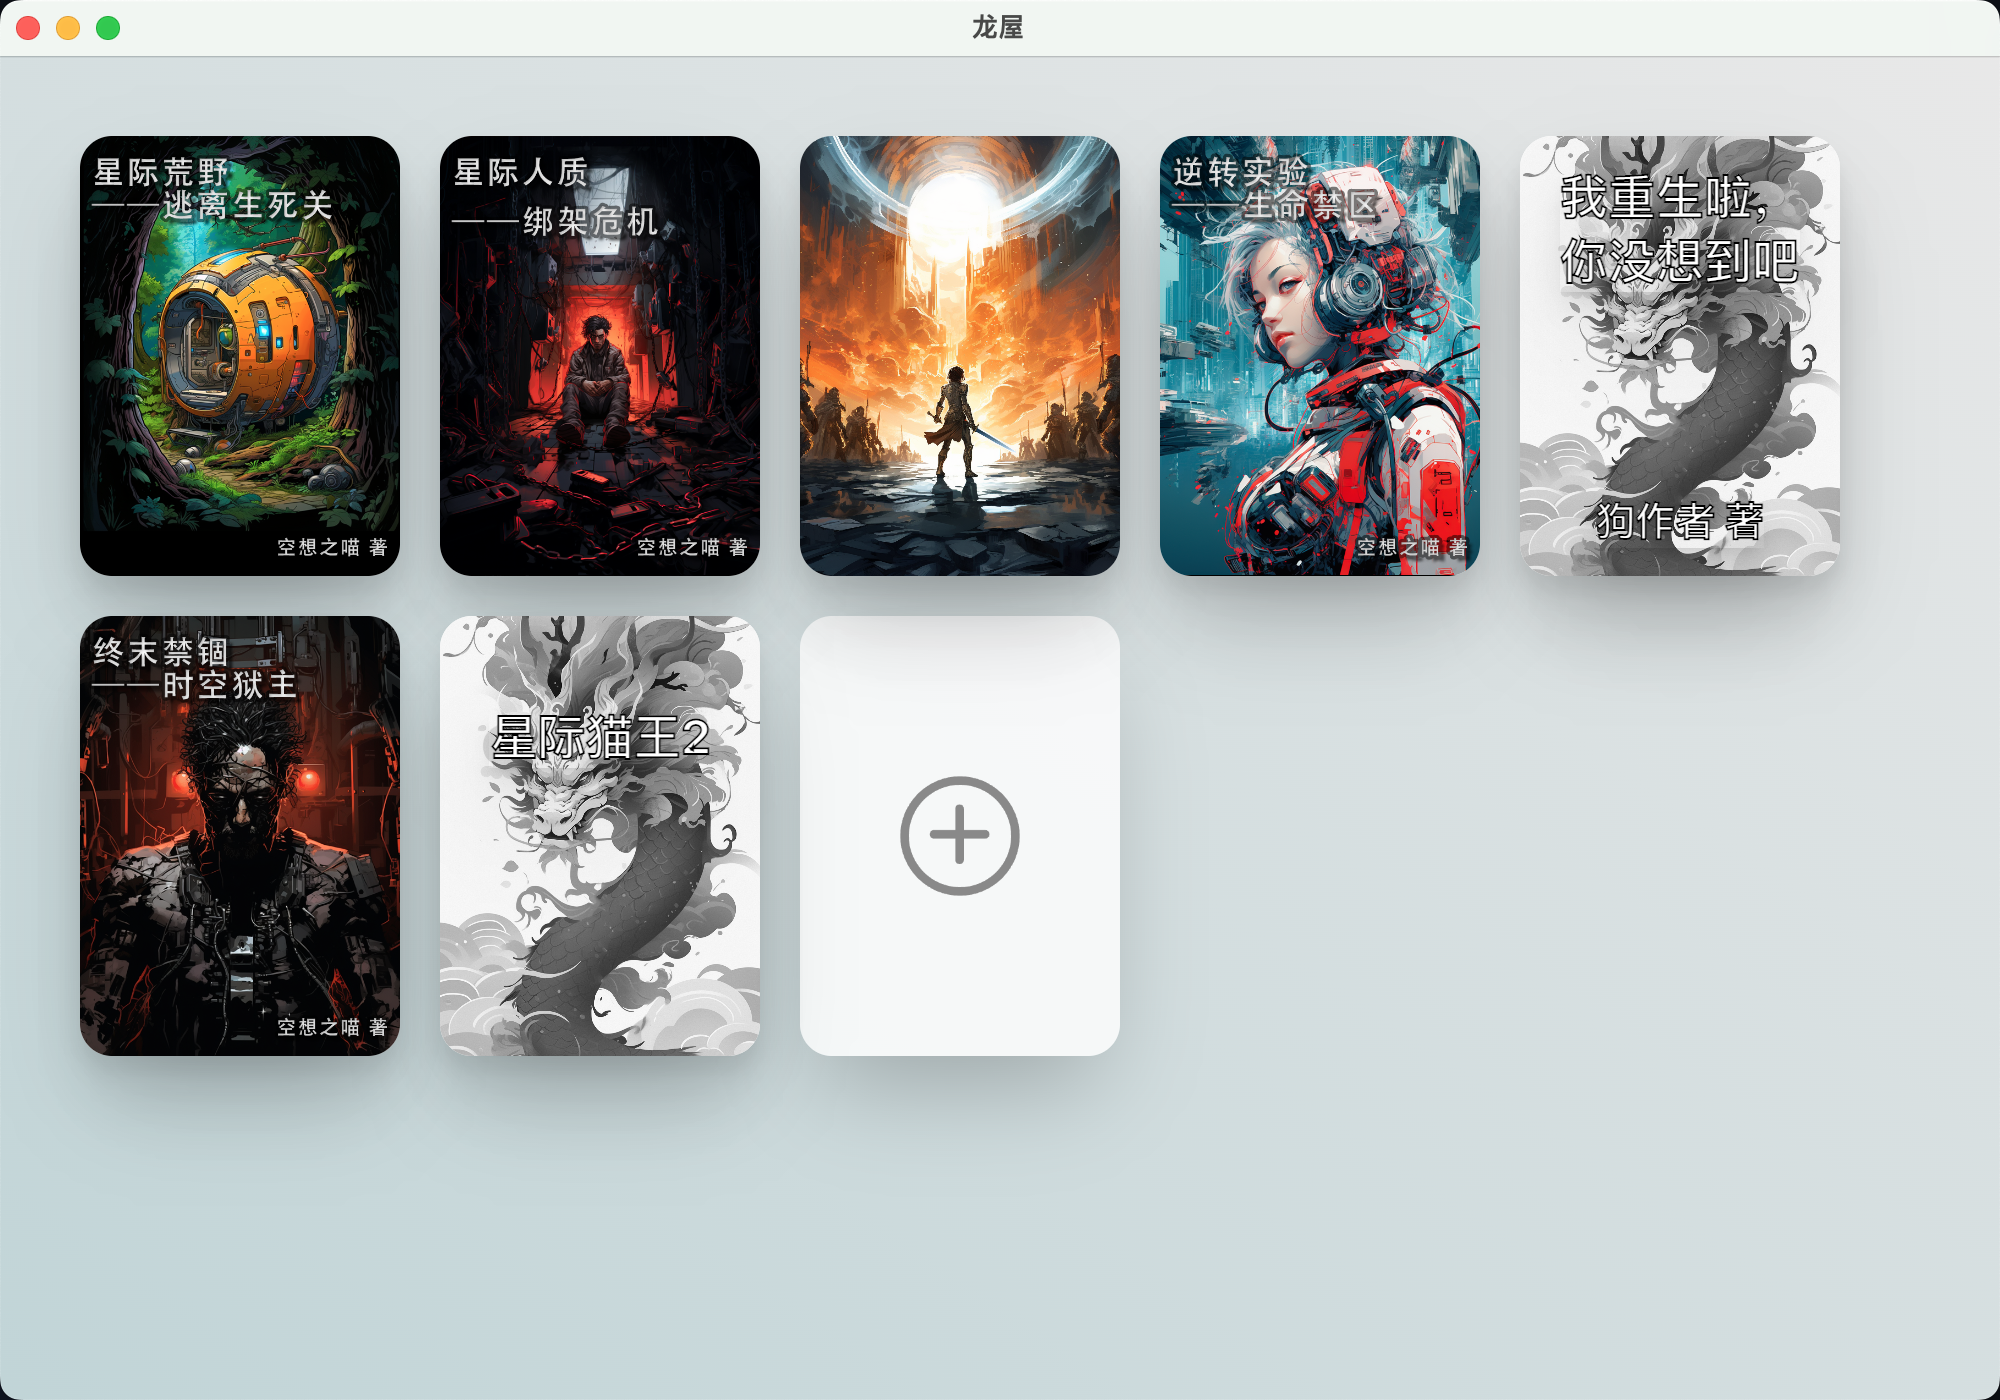 龙屋
星际荒野
——逃离生死关
空想之喵 著
星际人质
——绑架危机
空想之喵 著
逆转实验
——生命禁区
空想之喵 著
我重生啦，
你没想到吧
狗作者 著
终末禁锢
——时空狱主
空想之喵 著
星际猫王2